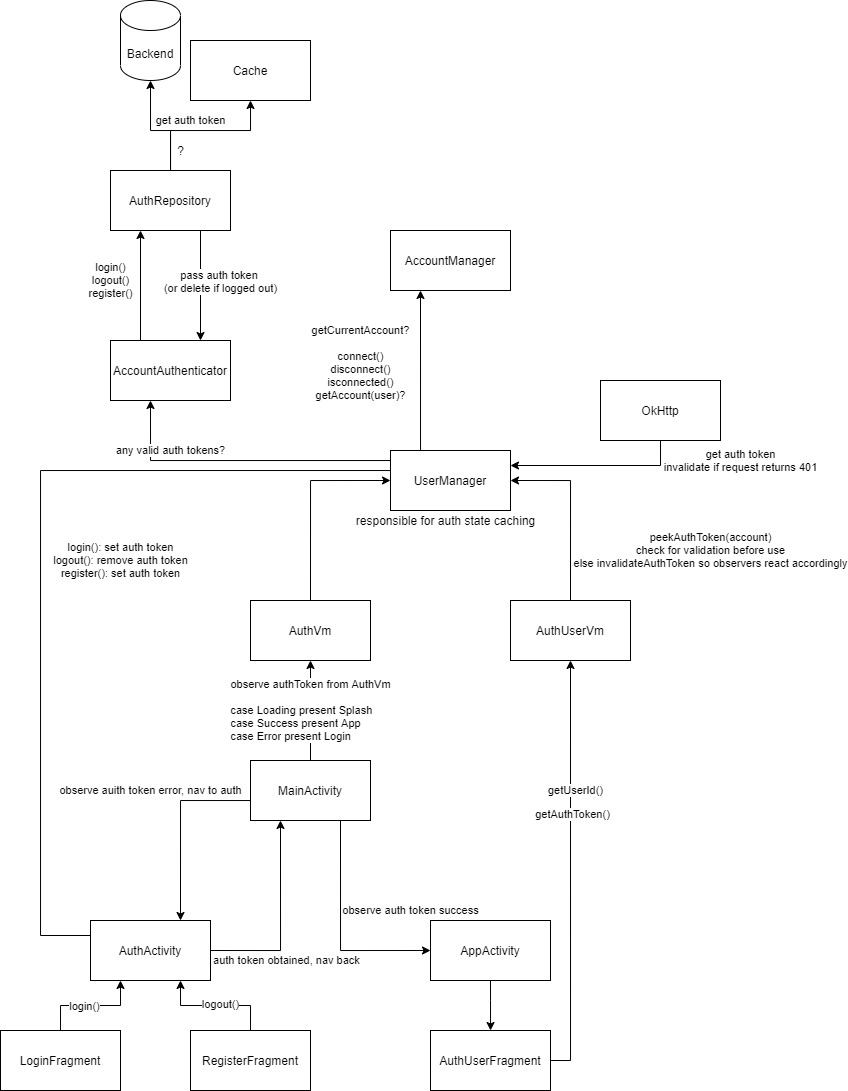 Backend
Cache
get auth token
?
AuthRepository
login()
logout()
register()
pass auth token
(or delete if logged out)
AccountManager
AccountAuthenticator
getCurrentAccount?
connect()
disconnect()
isconnected()
getAccount(user)?
OkHttp
any valid auth tokens?
get auth token
invalidate if request returns 401
UserManager
responsible for auth state caching
login(): set auth token
logout(): remove auth token
register(): set auth token
peekAuthToken(account)
check for validation before use
else invalidateAuthToken so observers react accordingly
AuthVm
AuthUserVm
observe authToken from AuthVm
case Loading present Splash
case Success present App
case Error present Login
observe auith token error, nav to auth
MainActivity
getUserId()
getAuthToken()
observe auth token success
AuthActivity
auth token obtained, nav back
AppActivity
login()
logout()
LoginFragment
RegisterFragment
AuthUserFragment